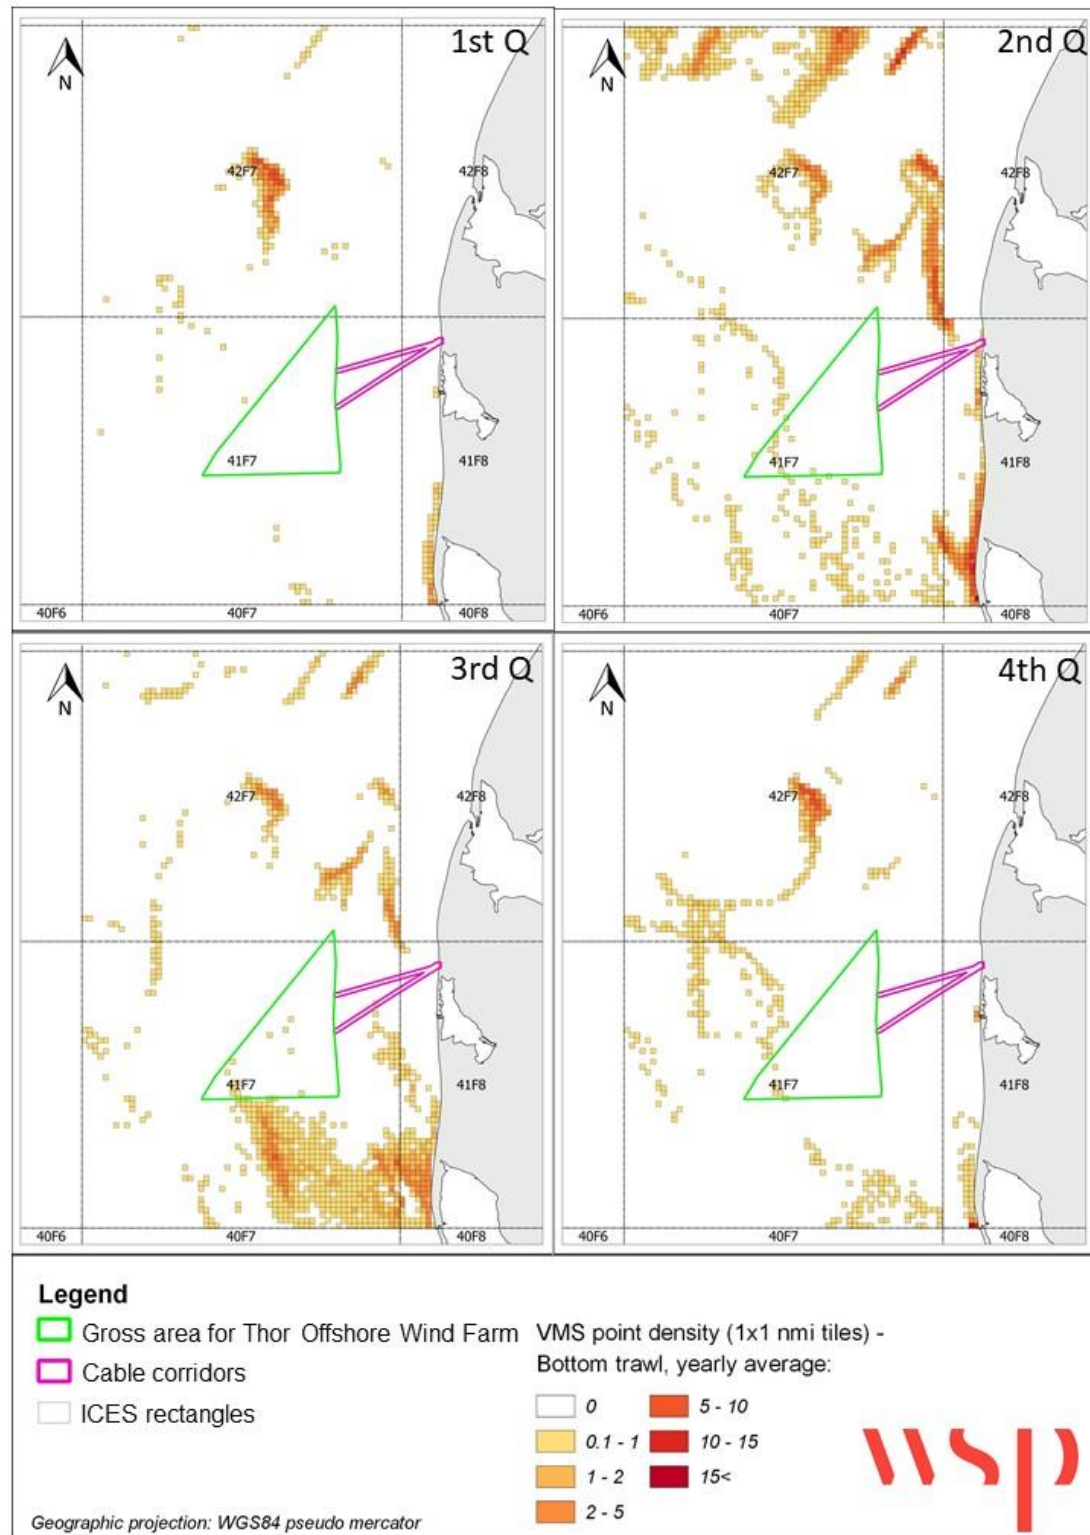 1st Q
N
42F7
42F8
41F7
41F8
40F6
40F7
40F8
2nd Q
N
42F7
42F8
41F7
41F8
40F6
40F7
40F8
3rd Q
N
42F7
42F8
41F7
41F8
40F6
40F7
40F8
4th Q
N
42F7
42F8
41F7
41F8
40F6
40F7
40F8
Legend
Gross area for Thor Offshore Wind Farm
Cable corridors
ICES rectangles
Geographic projection: WGS84 pseudo mercator
VMS point density (1x1 nmi tiles) -
Bottom trawl, yearly average:
0
0.1 - 1
1 - 2
2 - 5
5 - 10
10 - 15
15<
wsp